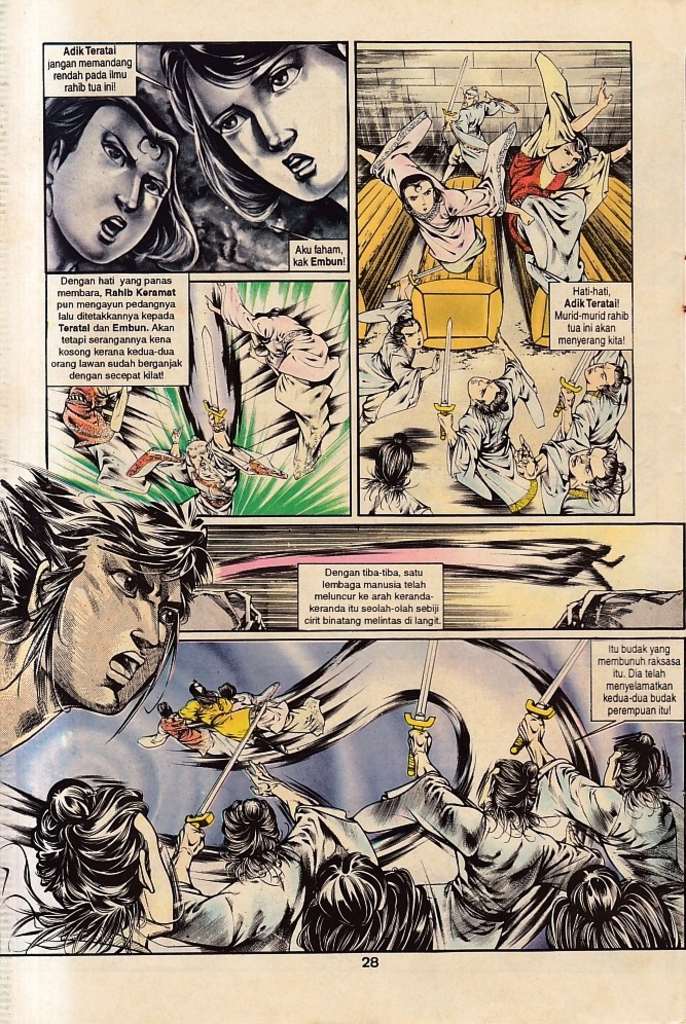 Adik Teratai
jangan memandang
rendah pada ilmu
rahib tua ini!
Aku faham,
kak Embun!
Dengan hati yang panas
membara, Rahib Keramat
pun mengayun pedangnya
lalu ditetakkannya kepada
Teratai dan Embun. Akan
tetapi serangannya kena
kosong kerana kedua-dua
orang lawan sudah berganjak
dengan secepat kilat!
Hati-hati,
Adik Teratai!
Murid-murid rahib
tua ini akan
menyerang kita!
Dengan tiba-tiba, satu
lembaga manusia telah
meluncur ke arah keranda-
keranda itu seolah-olah sebiji
cirit binatang melintas di langit.
Itu budak yang
membunuh raksasa
itu. Dia telah
menyelamatkan
kedua-dua budak
perempuan itu!
28